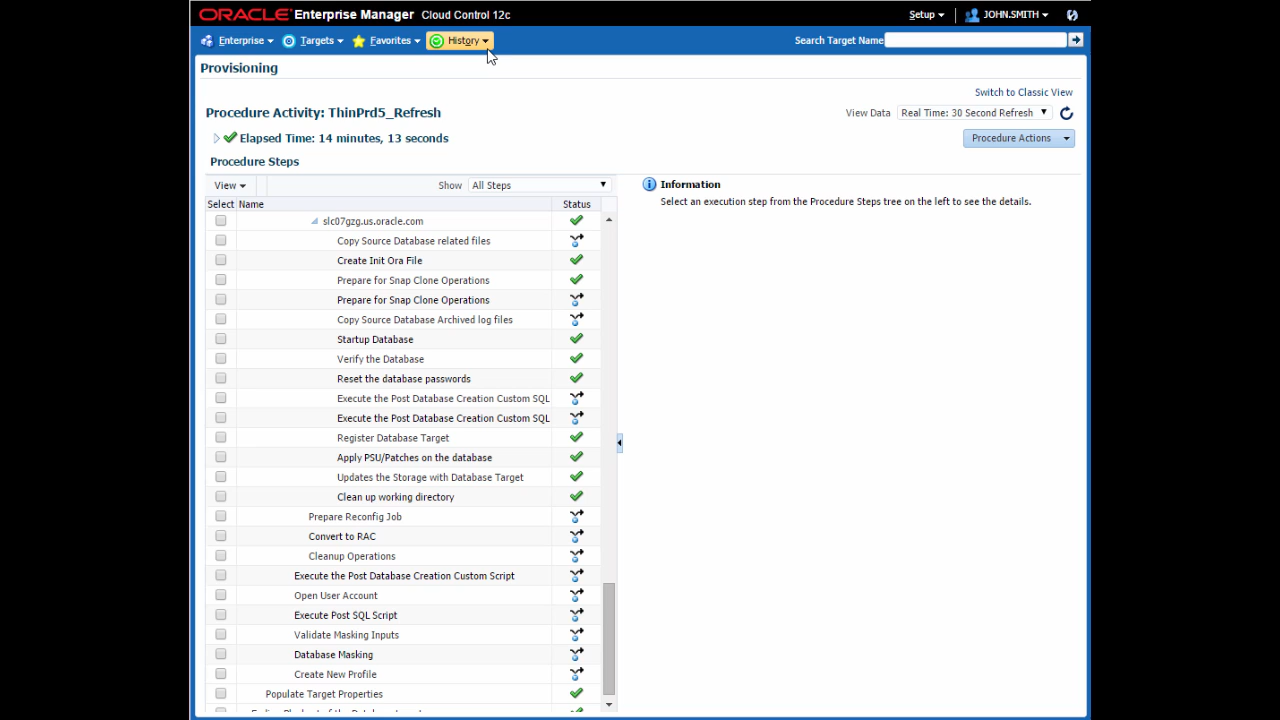 ORACLE Enterprise Manager Cloud Control 12c
Setup JOHN.SMITH
Enterprise Targets Favorites History Search Target Name
Provisioning
Switch to Classic View
Procedure Activity: ThinPrd5_Refresh
View Data Real Time: 30 Second Refresh
Elapsed Time: 14 minutes, 13 seconds
Procedure Actions
Procedure Steps
View Show All Steps
Information
Select an execution step from the Procedure Steps tree on the left to see the details.
Select Name Status
slc07gzg.us.oracle.com
Copy Source Database related files
Create Init Ora File
Prepare for Snap Clone Operations
Prepare for Snap Clone Operations
Copy Source Database Archived log files
Startup Database
Verify the Database
Reset the database passwords
Execute the Post Database Creation Custom SQL
Execute the Post Database Creation Custom SQL
Register Database Target
Apply PSU/Patches on the database
Updates the Storage with Database Target
Clean up working directory
Prepare Reconfig Job
Convert to RAC
Cleanup Operations
Execute the Post Database Creation Custom Script
Open User Account
Execute Post SQL Script
Validate Masking Inputs
Database Masking
Create New Profile
Populate Target Properties